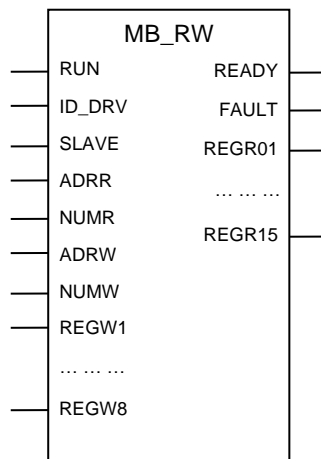 MB_RW
RUN
ID_DRV
SLAVE
ADRR
NUMR
ADRW
NUMW
REGW1
... ... ...
REGW8
READY
FAULT
REGR01
... ... ...
REGR15